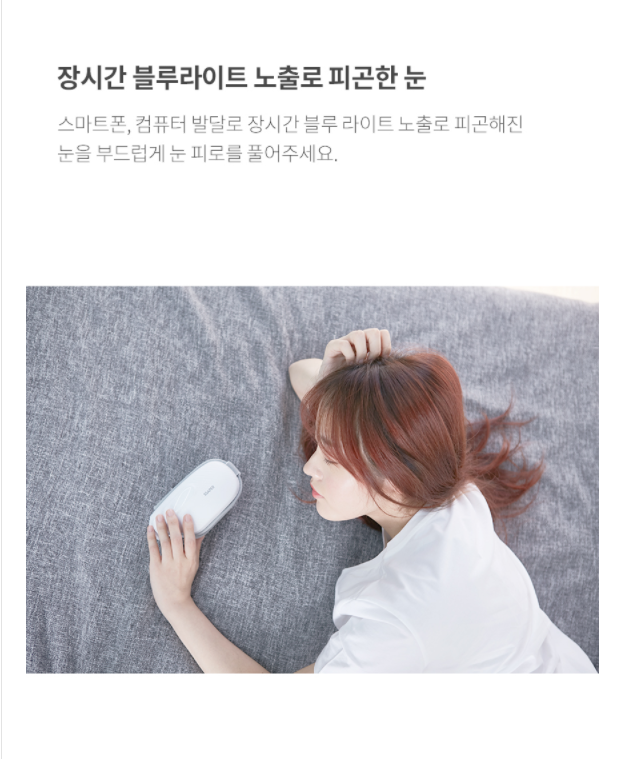 장시간 블루라이트 노출로 피곤한 눈
스마트폰, 컴퓨터 발달로 장시간 블루 라이트 노출로 피곤해진
눈을 부드럽게 눈 피로를 풀어주세요.